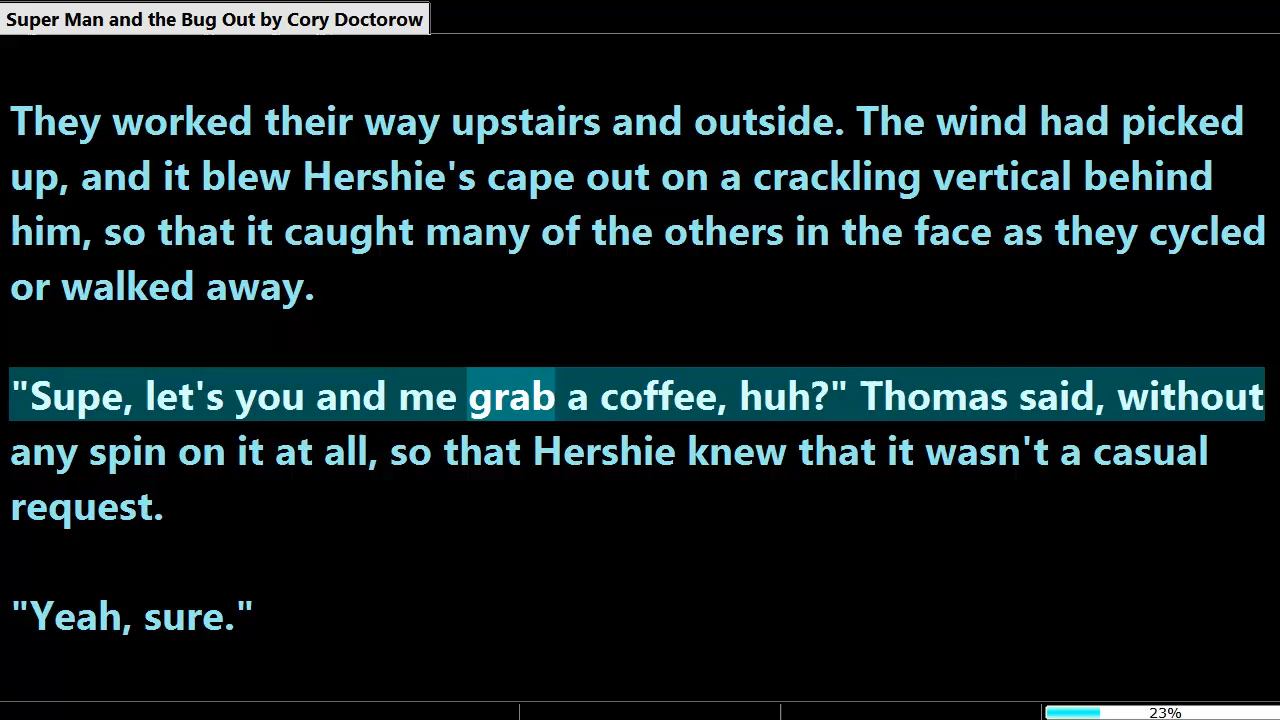 Super Man and the Bug Out by Cory Doctorow
They worked their way upstairs and outside. The wind had picked
up, and it blew Hershie's cape out on a crackling vertical behind
him, so that it caught many of the others in the face as they cycled
or walked away.
"Supe, let's you and me grab a coffee, huh?" Thomas said, without
any spin on it at all, so that Hershie knew that it wasn't a casual
request.
"Yeah, sure."
23%